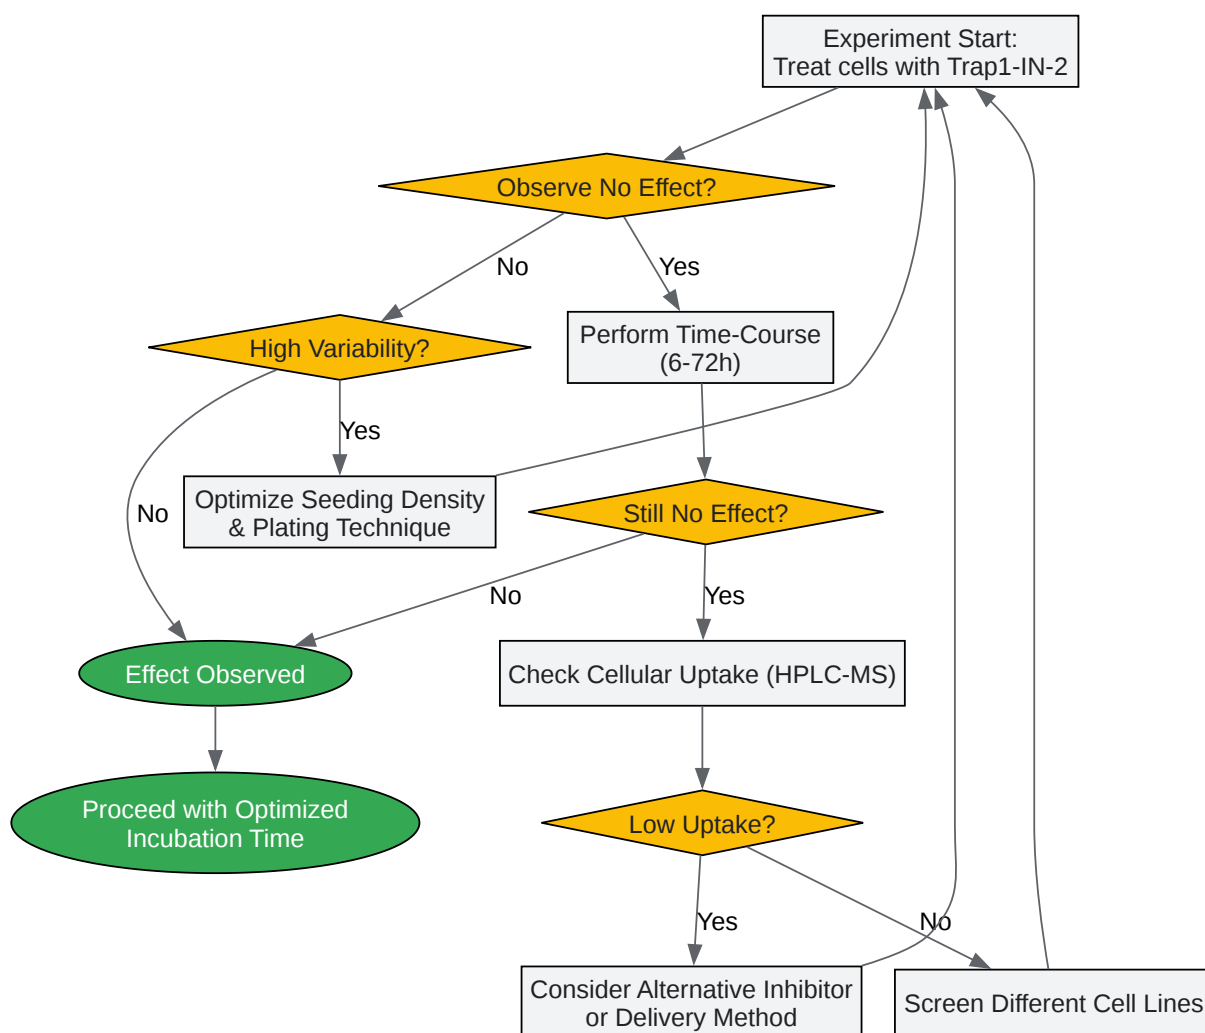 Experiment Start:
Treat cells with Trap1-IN-2
Observe No Effect?
No
Yes
High Variability?
Perform Time-Course
(6-72h)
Yes
Optimize Seeding Density
& Plating Technique
No
Still No Effect?
No
Yes
Effect Observed
Check Cellular Uptake (HPLC-MS)
Proceed with Optimized
Incubation Time
Low Uptake?
Yes
No
Consider Alternative Inhibitor
or Delivery Method
Screen Different Cell Lines